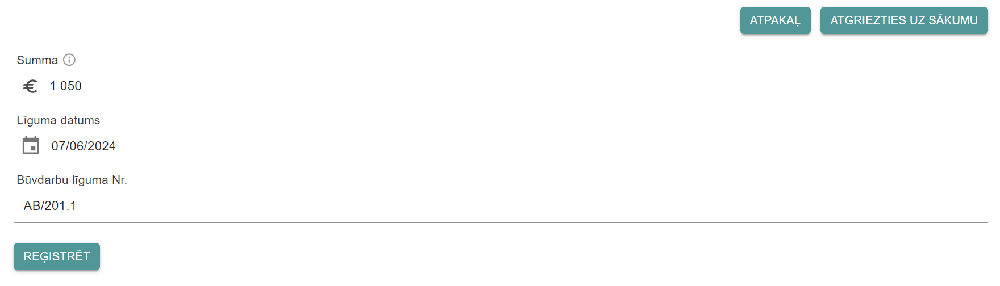 ATPAKAĻ ATGRIEZTIES UZ SĀKUMU
Summa
€ 1 050
Līguma datums
07/06/2024
Būvdarbu līguma Nr.
AB/201.1
REĢISTRĒT